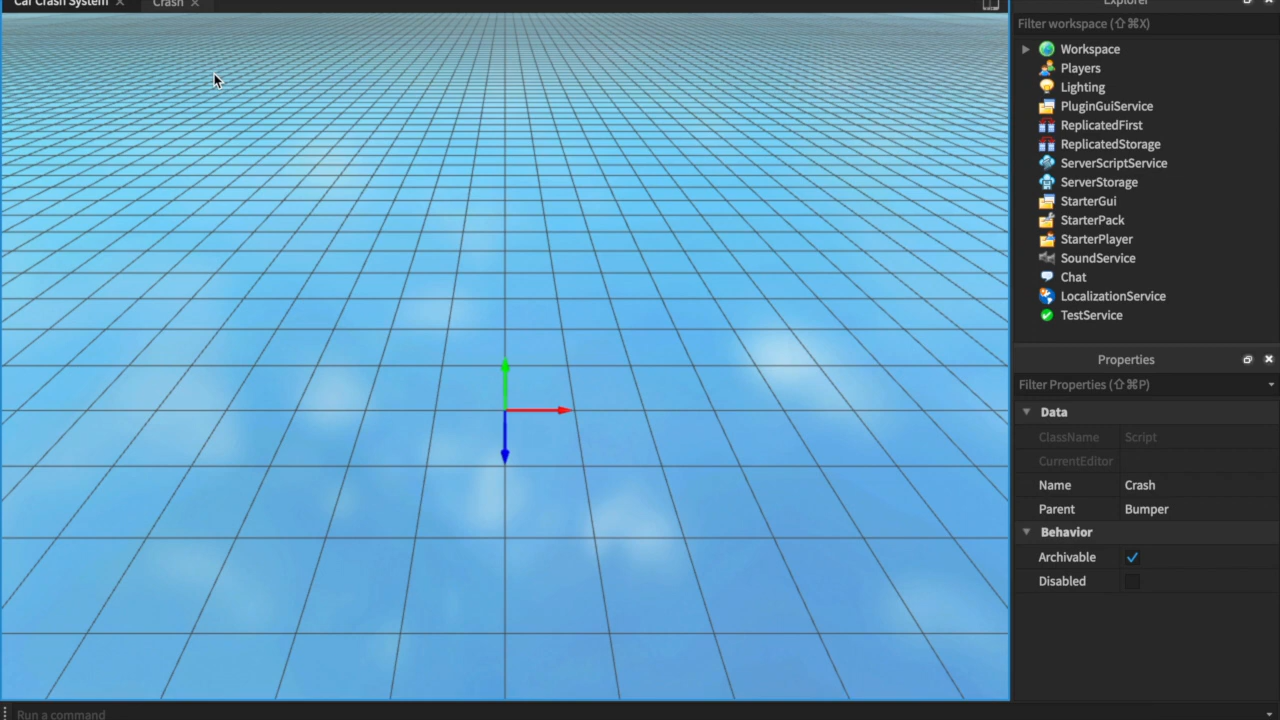 Car Crash System
Crash
Explorer
Filter workspace (⇧⌘X)
Workspace
Players
Lighting
PluginGuiService
ReplicatedFirst
ReplicatedStorage
ServerScriptService
ServerStorage
StarterGui
StarterPack
StarterPlayer
SoundService
Chat
LocalizationService
TestService
Properties
Filter Properties (⇧⌘P)
Data
ClassName Script
CurrentEditor
Name Crash
Parent Bumper
Behavior
Archivable
Disabled
Run a command